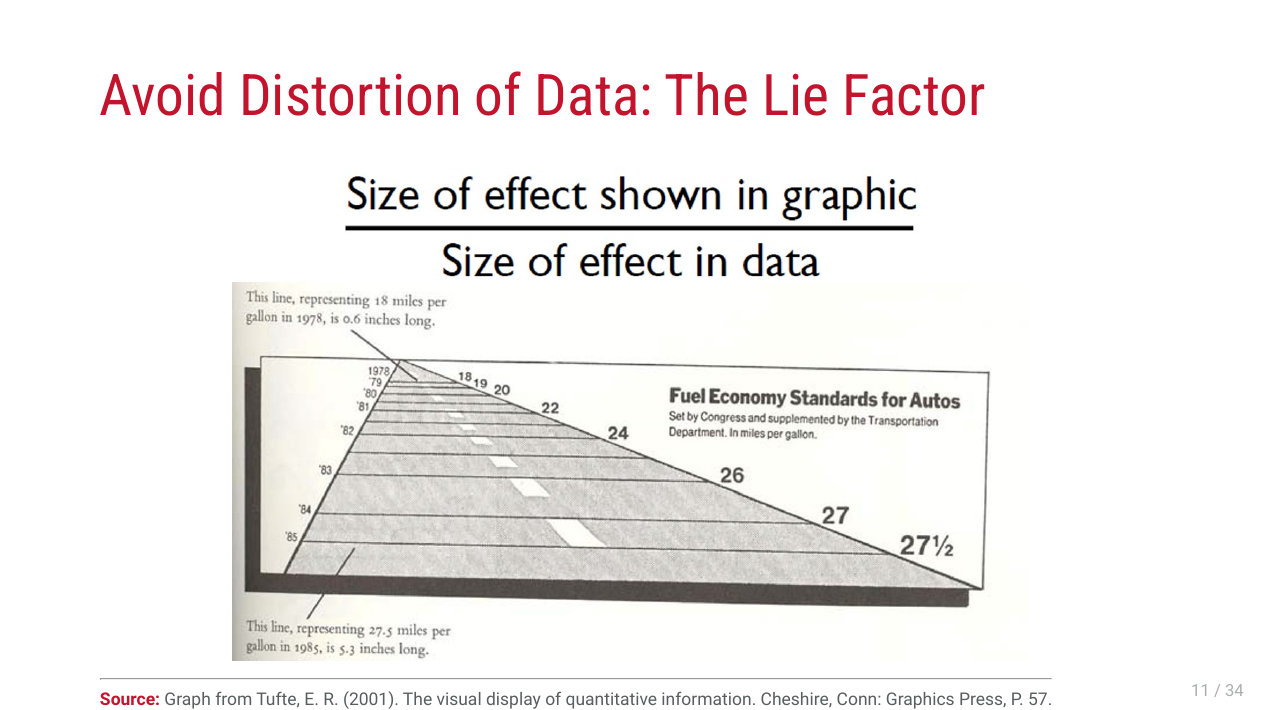 Avoid Distortion of Data: The Lie Factor
Size of effect shown in graphic
Size of effect in data
This line, representing 18 miles per
gallon in 1978, is 0.6 inches long.
1978
'79
'80
'81
'82
'83
'84
'85
18
19
20
22
24
26
27
27½
Fuel Economy Standards for Autos
Set by Congress and supplemented by the Transportation
Department. In miles per gallon.
This line, representing 27.5 miles per
gallon in 1985, is 5.3 inches long.
Source: Graph from Tufte, E. R. (2001). The visual display of quantitative information. Cheshire, Conn: Graphics Press, P. 57.
11 / 34